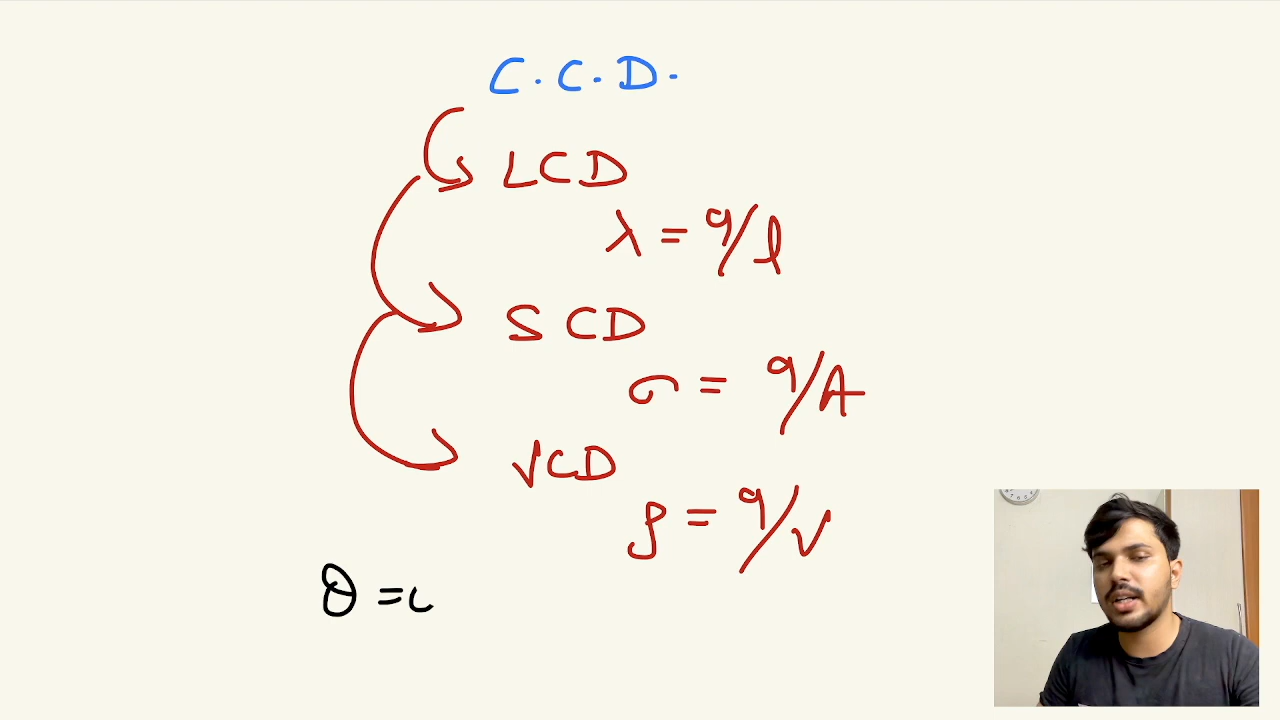 C.C.D.
LCD
λ = q/l
SCD
σ = q/A
VCD
ρ = q/V
θ =